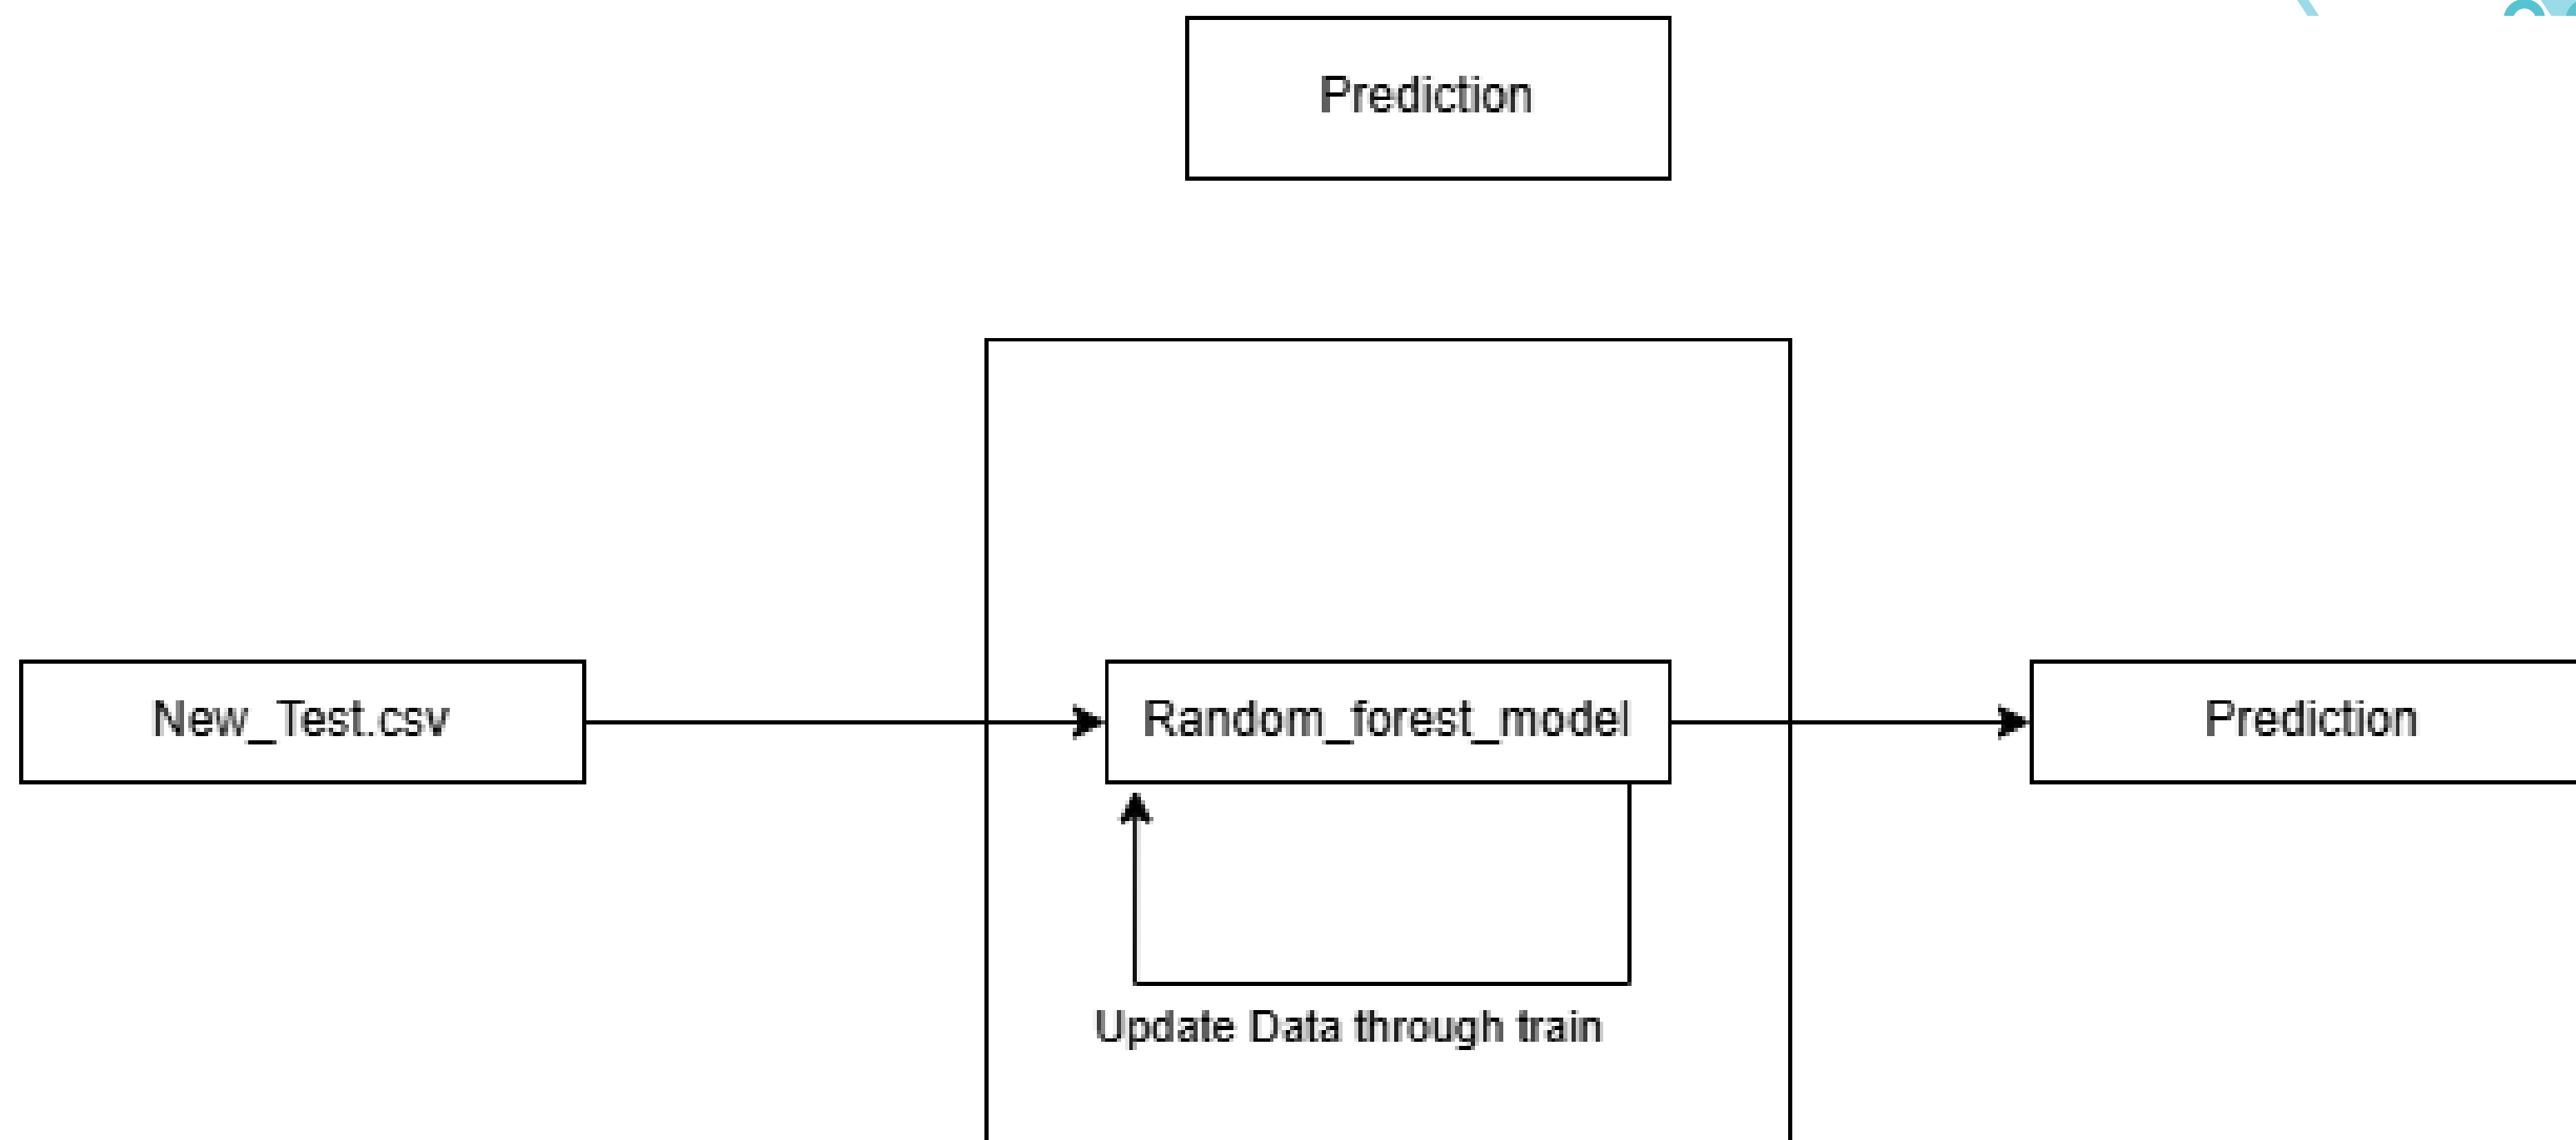 Prediction
New_Test.csv
Random_forest_model
Prediction
Update Data through train